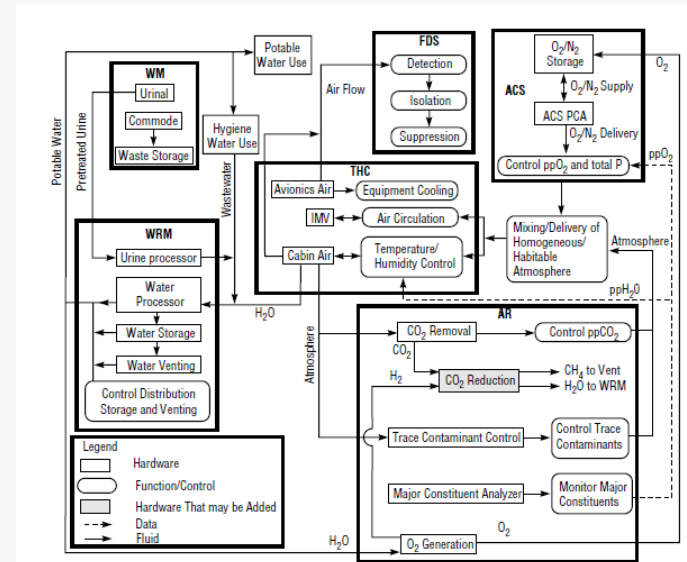 Potable
Water Use
FDS
Detection
Isolation
Suppression
Air Flow
O₂/N₂
Storage
O₂
ACS
O₂/N₂ Supply
ACS PCA
O₂/N₂ Delivery
Control ppO₂ and total P
ppO₂
WM
Urinal
Commode
Waste Storage
Hygiene
Water Use
Potable Water
Pretreated Urine
Wastewater
THC
Avionics Air
Equipment Cooling
IMV
Air Circulation
Cabin Air
Temperature/
Humidity Control
Mixing/Delivery of
Homogeneous/
Habitable
Atmosphere
Atmosphere
ppH₂0
WRM
Urine processor
Water
Processor
Water Storage
Water Venting
Control Distribution
Storage and Venting
H₂O
Atmosphere
AR
CO₂ Removal
Control ppCO₂
CO₂
H₂
CO₂ Reduction
CH₄ to Vent
H₂O to WRM
Trace Contaminant Control
Control Trace
Contaminants
Major Constituent Analyzer
Monitor Major
Constituents
O₂ Generation
O₂
H₂O
Legend
Hardware
Function/Control
Hardware That may be Added
Data
Fluid